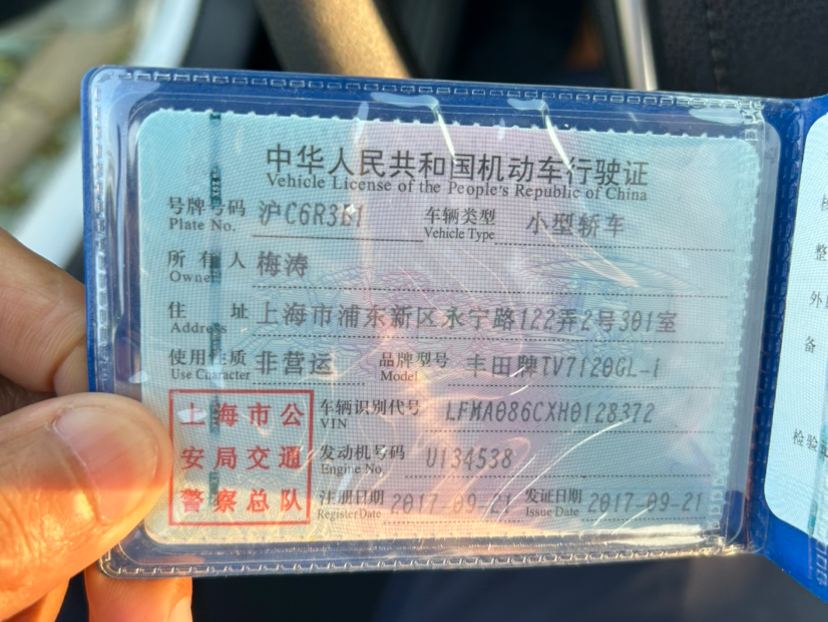 中华人民共和国机动车行驶证
Vehicle License of the People's Republic of China
号牌号码 沪C6R3E1 车辆类型 小型轿车
Plate No. Vehicle Type
所有人 梅涛
Owner
住址 上海市浦东新区永宁路122弄2号301室
Address
使用性质 非营运 品牌型号 丰田牌TV7120GL-i
Use Character Model
上海市公
安局交通
警察总队
车辆识别代号 LFMA086CXH0128372
VIN
发动机号码 U134538
Engine No.
注册日期 2017-09-21 发证日期 2017-09-21
Register Date Issue Date
整
外
备
检验